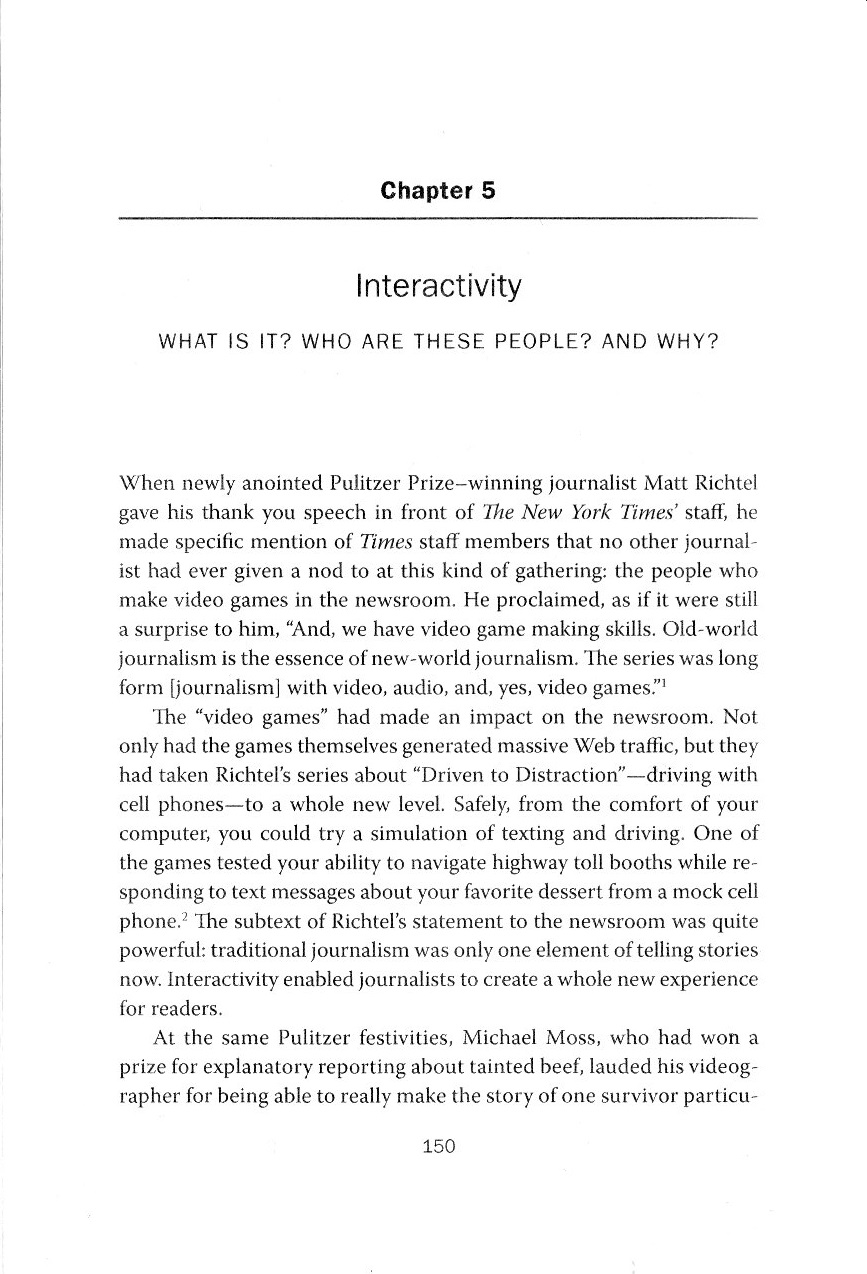 Chapter 5
Interactivity
WHAT IS IT? WHO ARE THESE PEOPLE? AND WHY?
When newly anointed Pulitzer Prize–winning journalist Matt Richtel
gave his thank you speech in front of The New York Times’ staff, he
made specific mention of Times staff members that no other journal-
ist had ever given a nod to at this kind of gathering: the people who
make video games in the newsroom. He proclaimed, as if it were still
a surprise to him, “And, we have video game making skills. Old-world
journalism is the essence of new-world journalism. The series was long
form [journalism] with video, audio, and, yes, video games.”1
The “video games” had made an impact on the newsroom. Not
only had the games themselves generated massive Web traffic, but they
had taken Richtel’s series about “Driven to Distraction”—driving with
cell phones—to a whole new level. Safely, from the comfort of your
computer, you could try a simulation of texting and driving. One of
the games tested your ability to navigate highway toll booths while re-
sponding to text messages about your favorite dessert from a mock cell
phone.2 The subtext of Richtel’s statement to the newsroom was quite
powerful: traditional journalism was only one element of telling stories
now. Interactivity enabled journalists to create a whole new experience
for readers.
At the same Pulitzer festivities, Michael Moss, who had won a
prize for explanatory reporting about tainted beef, lauded his videog-
rapher for being able to really make the story of one survivor particu-
150